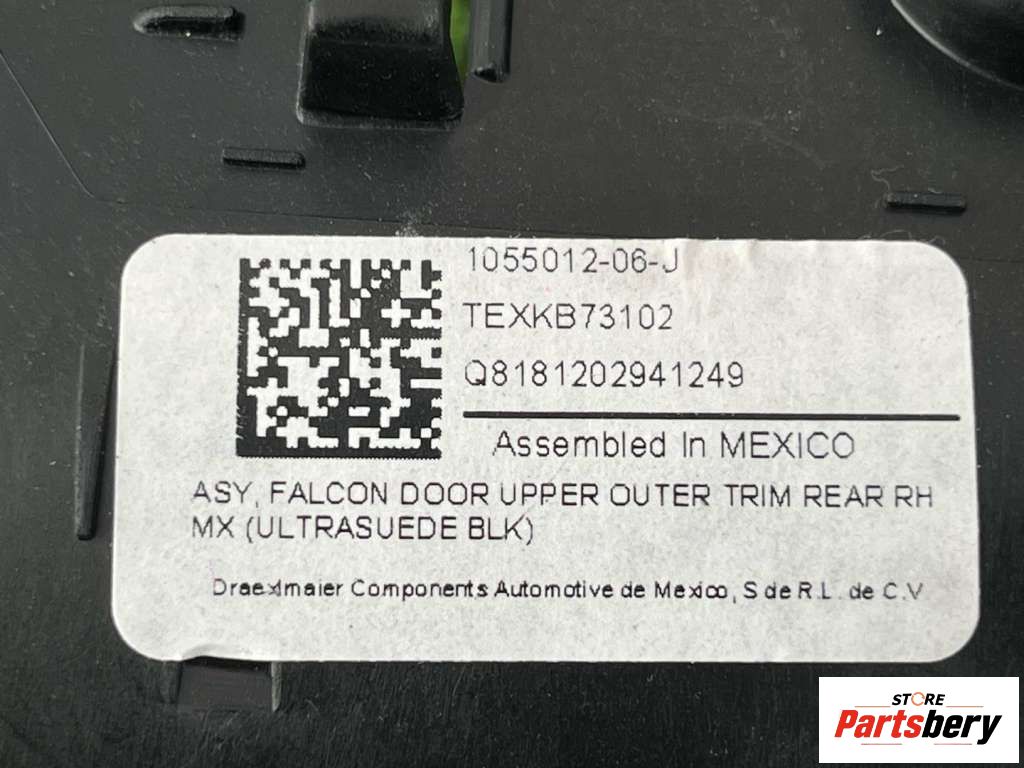 1055012-06-J
TEXKB73102
Q8181202941249
Assembled In MEXICO
ASY, FALCON DOOR UPPER OUTER TRIM REAR RH
MX (ULTRASUEDE BLK)
Draexlmaier Components Automotive de Mexico, S de R.L. de C.V
STORE
Partsbery